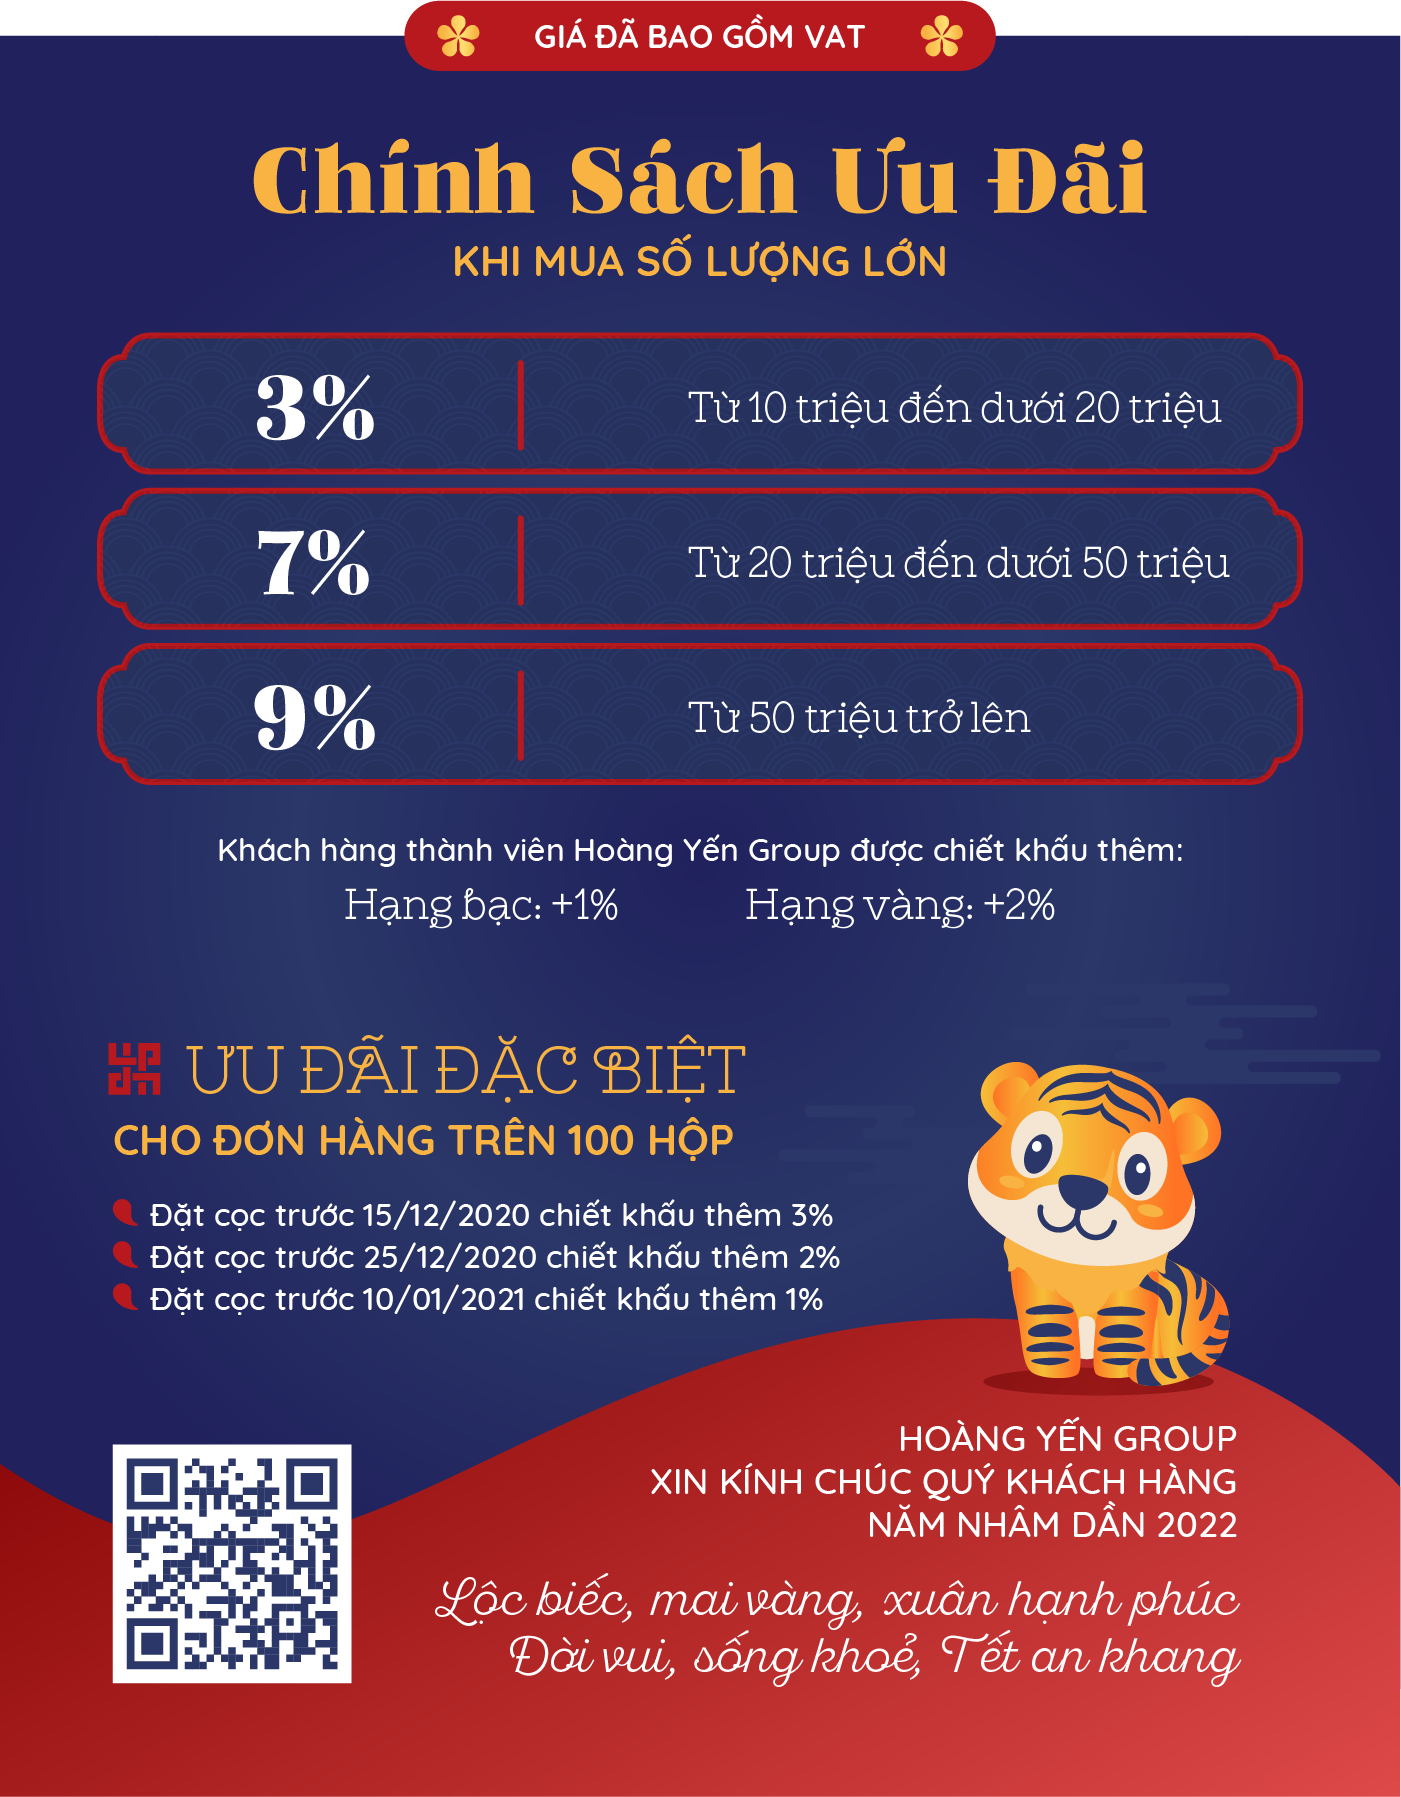 GIÁ ĐÃ BAO GỒM VAT
Chính Sách Ưu Đãi
KHI MUA SỐ LƯỢNG LỚN
3% Từ 10 triệu đến dưới 20 triệu
7% Từ 20 triệu đến dưới 50 triệu
9% Từ 50 triệu trở lên
Khách hàng thành viên Hoàng Yến Group được chiết khấu thêm:
Hạng bạc: +1% Hạng vàng: +2%
ƯU ĐÃI ĐẶC BIỆT
CHO ĐƠN HÀNG TRÊN 100 HỘP
Đặt cọc trước 15/12/2020 chiết khấu thêm 3%
Đặt cọc trước 25/12/2020 chiết khấu thêm 2%
Đặt cọc trước 10/01/2021 chiết khấu thêm 1%
HOÀNG YẾN GROUP
XIN KÍNH CHÚC QUÝ KHÁCH HÀNG
NĂM NHÂM DẦN 2022
Lộc biếc, mai vàng, xuân hạnh phúc
Đời vui, sống khoẻ, Tết an khang